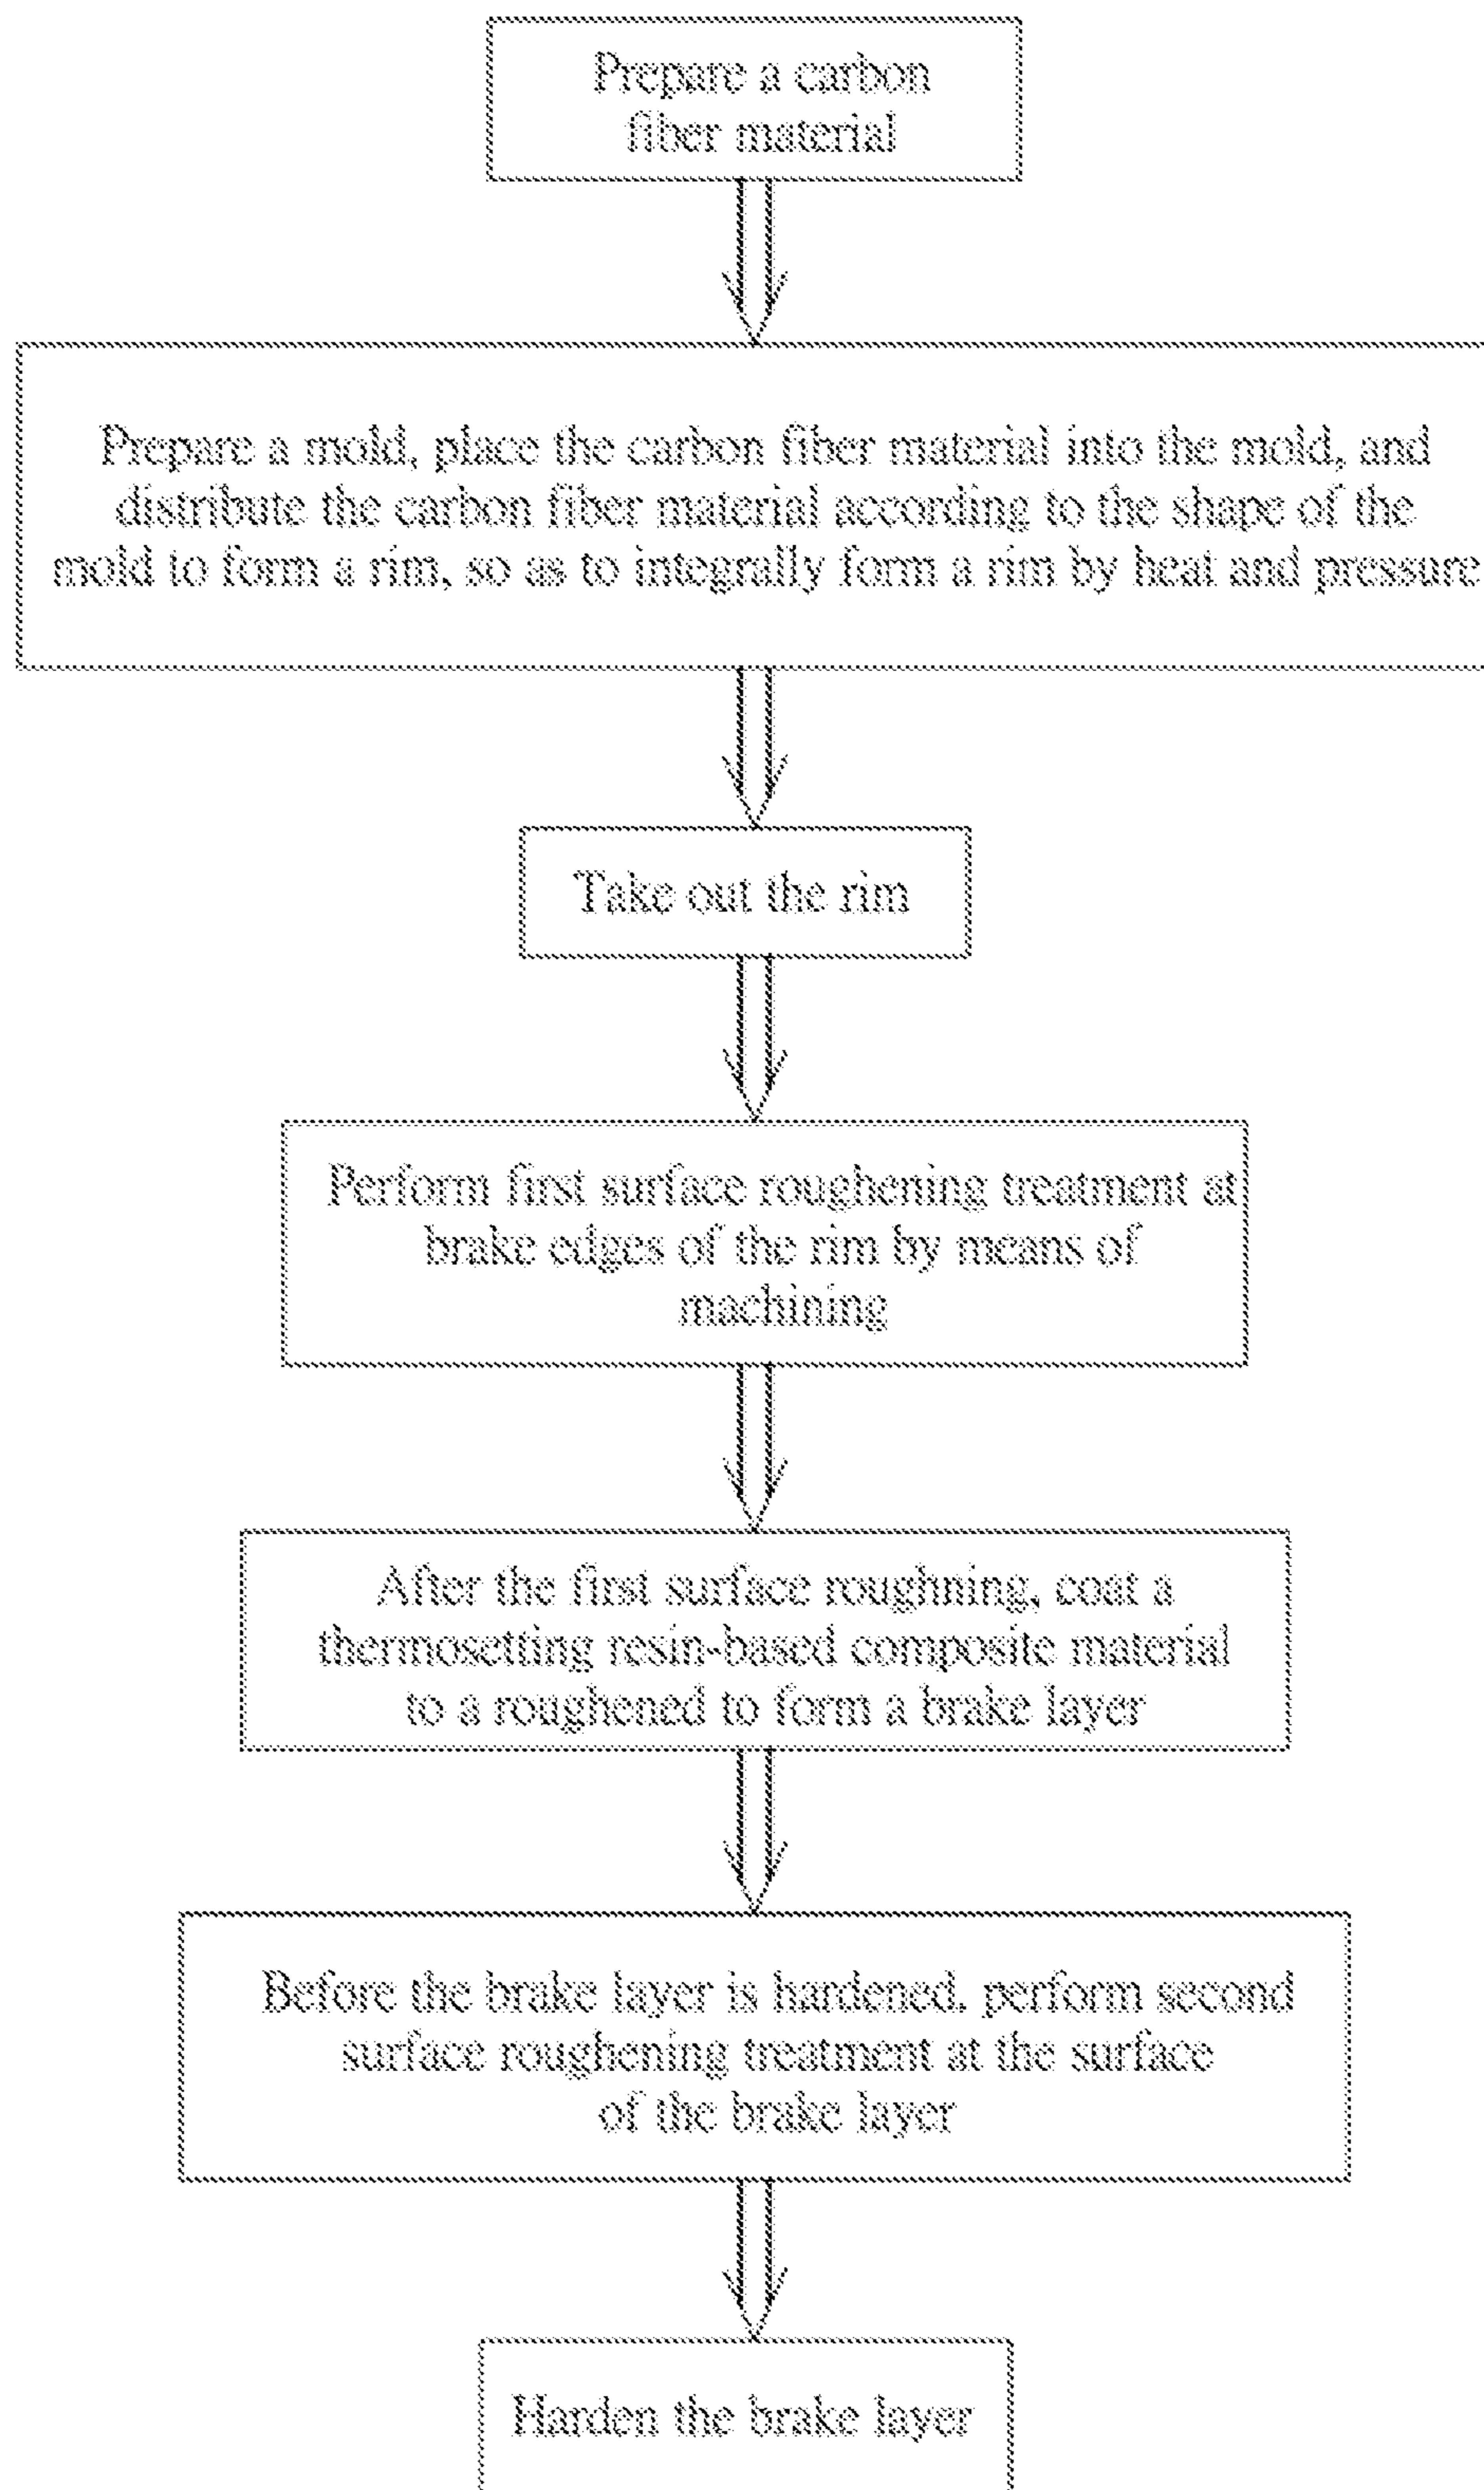 Prepare a carbon
fiber material
Prepare a mold, place the carbon fiber material into the mold, and
distribute the carbon fiber material according to the shape of the
mold to form a rim, so as to integrally form a rim by heat and pressure
Take out the rim
Perform first surface roughening treatment at
brake edges of the rim by means of
machining
After the first surface roughning, coat a
thermosetting resin-based composite material
to a roughened to form a brake layer
Before the brake layer is hardened, perform second
surface roughening treatment at the surface
of the brake layer
Harden the brake layer